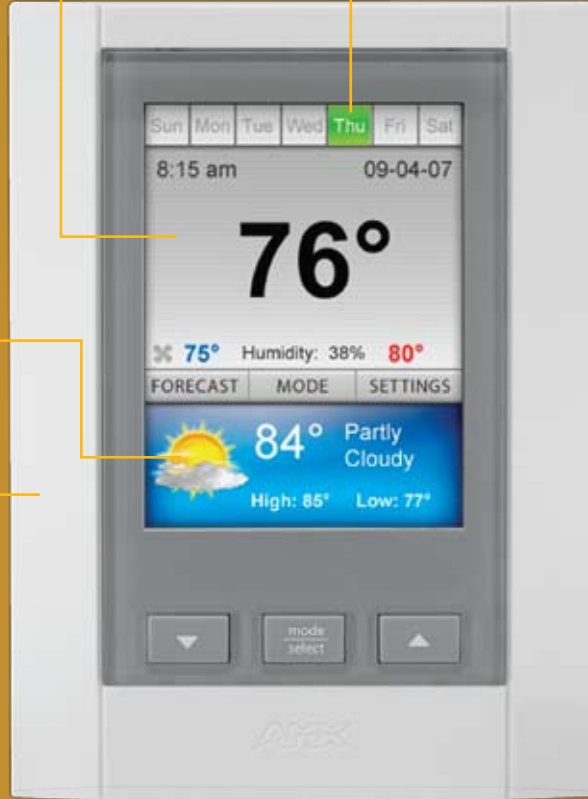 Sun Mon Tue Wed Thu Fri Sat
8:15 am 09-04-07
76°
75° Humidity: 38% 80°
FORECAST MODE SETTINGS
84° Partly
Cloudy
High: 85° Low: 77°
mode
select
AMX